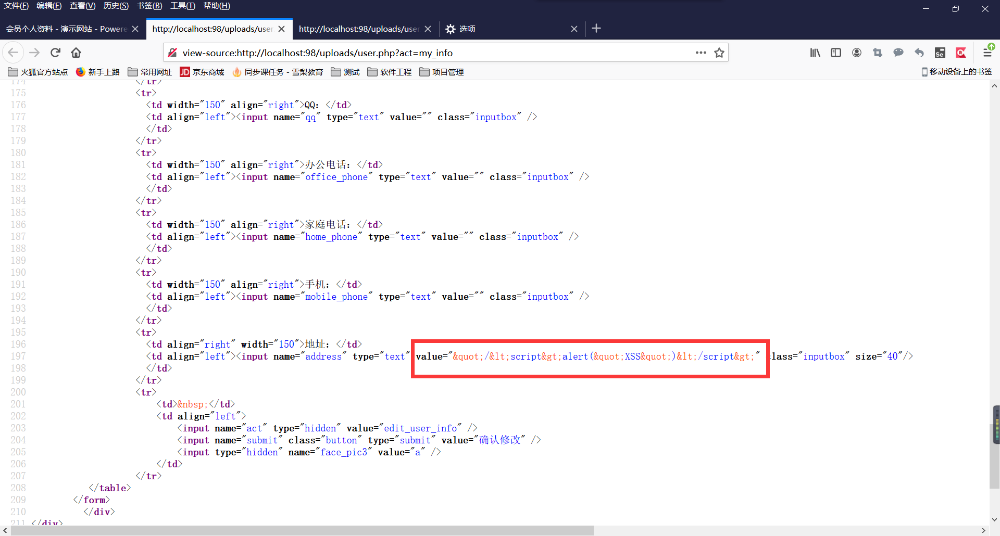 文件(F) 编辑(E) 查看(V) 历史(S) 书签(B) 工具(T) 帮助(H)
会员个人资料 - 演示网站 - Powere http://localhost:98/uploads/user http://localhost:98/uploads/user 选项
view-source:http://localhost:98/uploads/user.php?act=my_info
火狐官方站点 新手上路 常用网址 JD 京东商城 同步课任务 - 雪梨教育 测试 软件工程 项目管理 移动设备上的书签
174 </tr>
175 <tr>
176 <td width="150" align="right">QQ：</td>
177 <td align="left"><input name="qq" type="text" value="" class="inputbox" />
178 </td>
179 </tr>
180 <tr>
181 <td width="150" align="right">办公电话：</td>
182 <td align="left"><input name="office_phone" type="text" value="" class="inputbox" />
183 </td>
184 </tr>
185 <tr>
186 <td width="150" align="right">家庭电话：</td>
187 <td align="left"><input name="home_phone" type="text" value="" class="inputbox" />
188 </td>
189 </tr>
190 <tr>
191 <td width="150" align="right">手机：</td>
192 <td align="left"><input name="mobile_phone" type="text" value="" class="inputbox" />
193 </td>
194 </tr>
195 <tr>
196 <td align="right" width="150">地址：</td>
197 <td align="left"><input name="address" type="text" value="&quot;/&lt;script&gt;alert(&quot;XSS&quot;)&lt;/script&gt;" class="inputbox" size="40"/>
198 </td>
199 </tr>
200 <tr>
201 <td>&nbsp;</td>
202 <td align="left">
203 <input name="act" type="hidden" value="edit_user_info" />
204 <input name="submit" class="button" type="submit" value="确认修改" />
205 <input type="hidden" name="face_pic3" value="a" />
206 </td>
207 </tr>
208 </table>
209 </form>
210 </div>
211 </div>